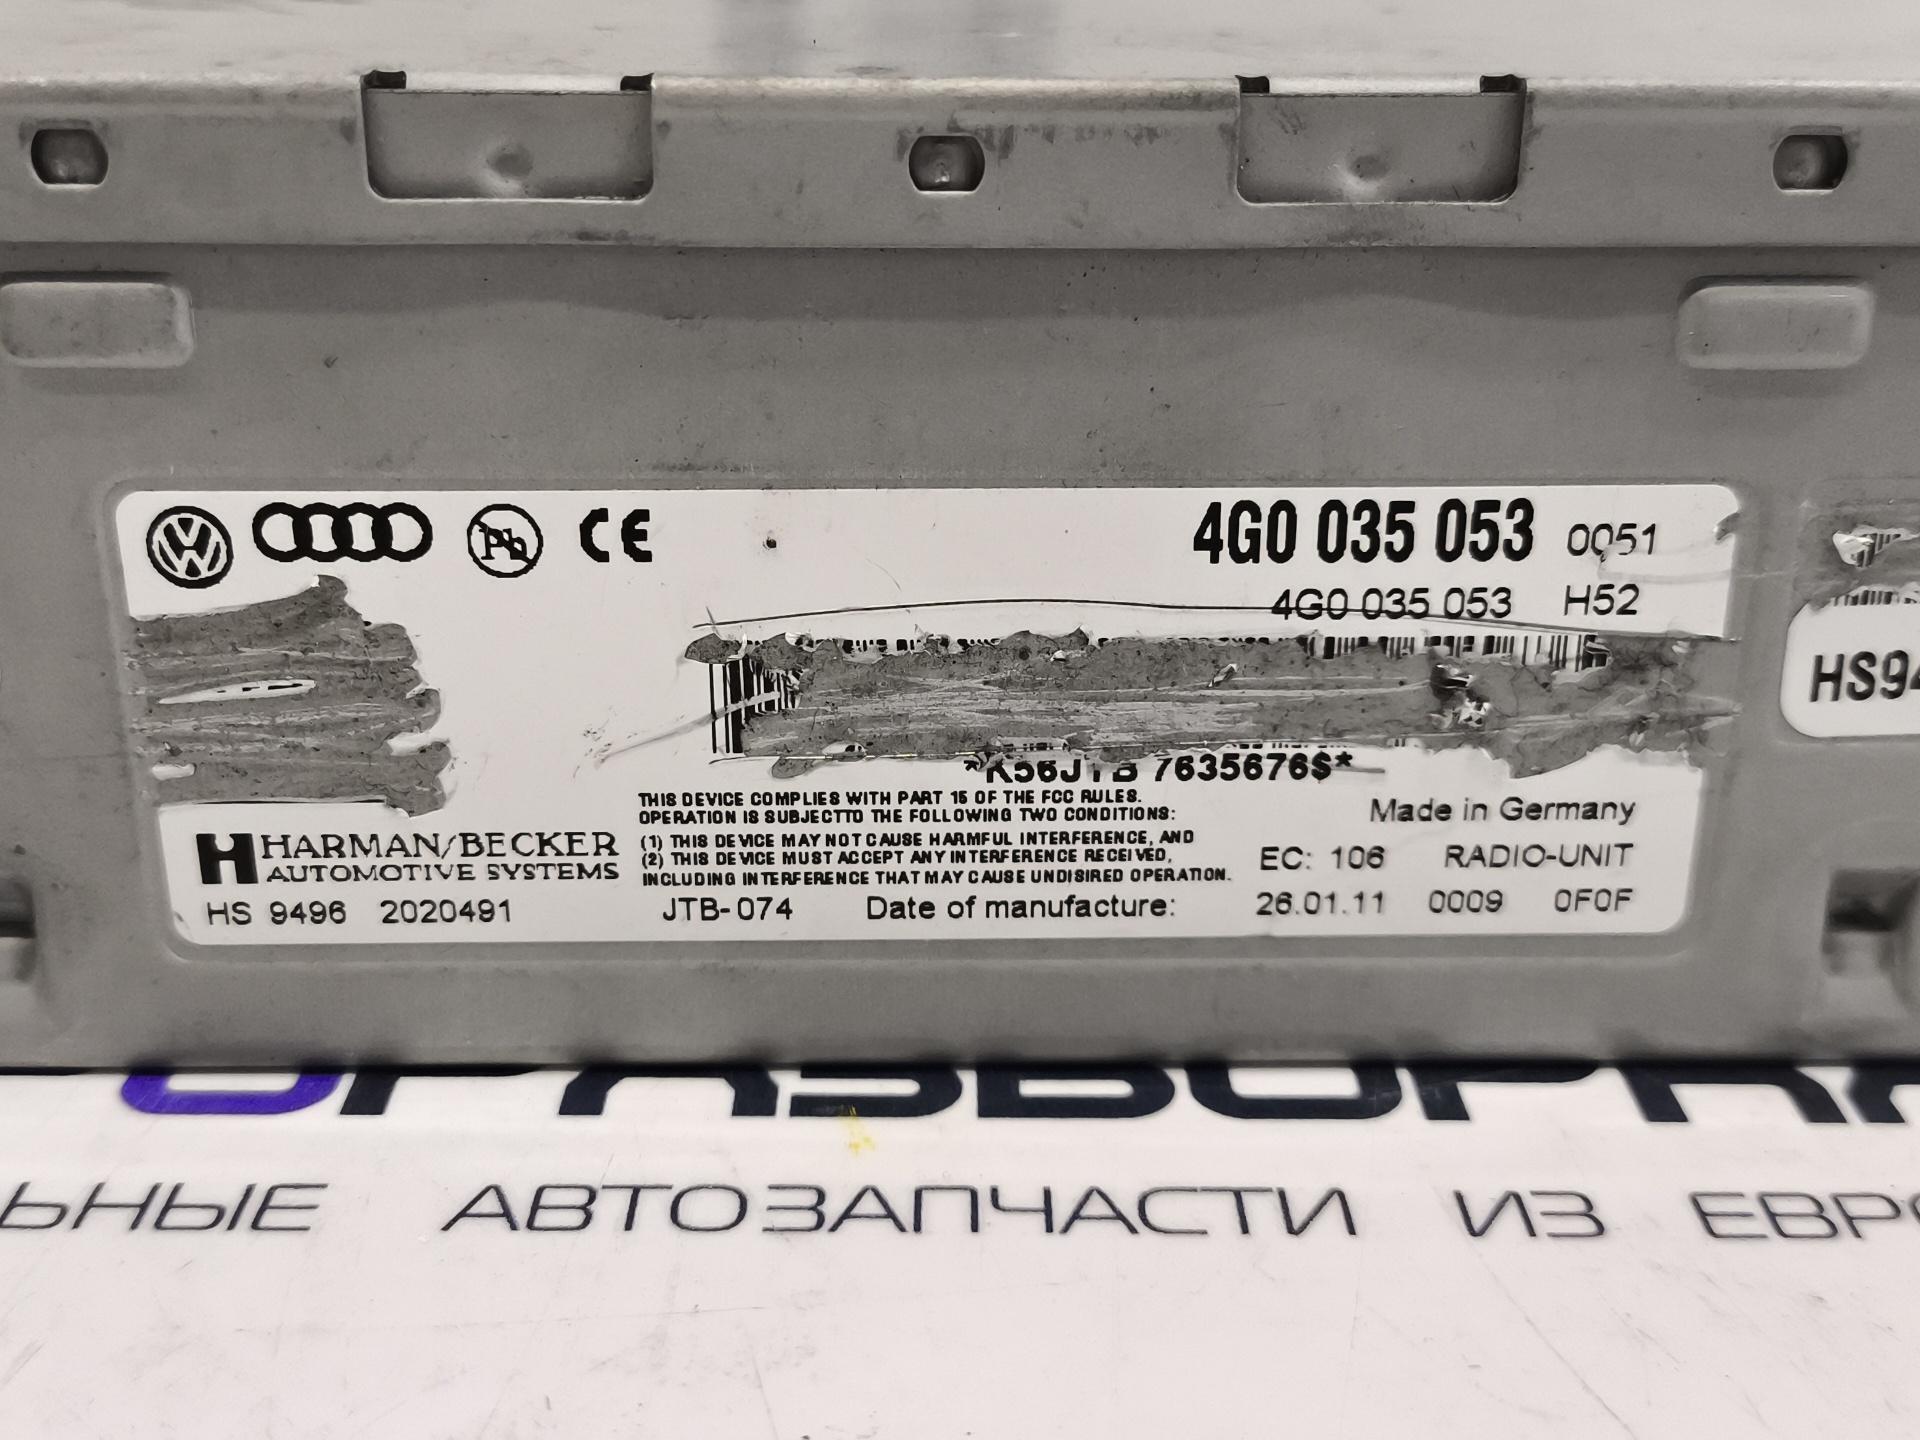 Pb CE 4G0 035 053 0051
4G0 035 053 H52
HS94
*K56JTB 7635676$*
THIS DEVICE COMPLIES WITH PART 15 OF THE FCC RULES.
OPERATION IS SUBJECTTO THE FOLLOWING TWO CONDITIONS:
(1) THIS DEVICE MAY NOT CAUSE HARMFUL INTERFERENCE, AND
(2) THIS DEVICE MUST ACCEPT ANY INTERFERENCE RECEIVED,
INCLUDING INTERFERENCE THAT MAY CAUSE UNDISIRED OPERATION.
Made in Germany
HARMAN/BECKER
AUTOMOTIVE SYSTEMS
EC: 106 RADIO-UNIT
HS 9496 2020491 JTB-074 Date of manufacture: 26.01.11 0009 0F0F
ОРАЗБОРКА
ЬНЫЕ АВТОЗАПЧАСТИ ИЗ ЕВРО